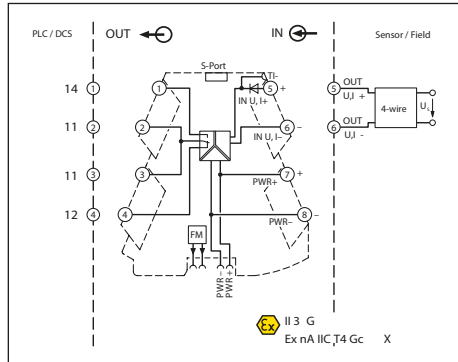 PLC / DCS OUT IN Sensor / Field
S-Port
TI-
14 1 1 5 + 5 OUT
U,I +
IN U, I+
4-wire
U
11 2 2 6 – 6 OUT
U,I -
IN U, I–
11 3 3 7 +
PWR+
12 4 4 8 –
PWR–
FM
PWR –
PWR +
Ex II 3 G
Ex nA IIC T4 Gc X